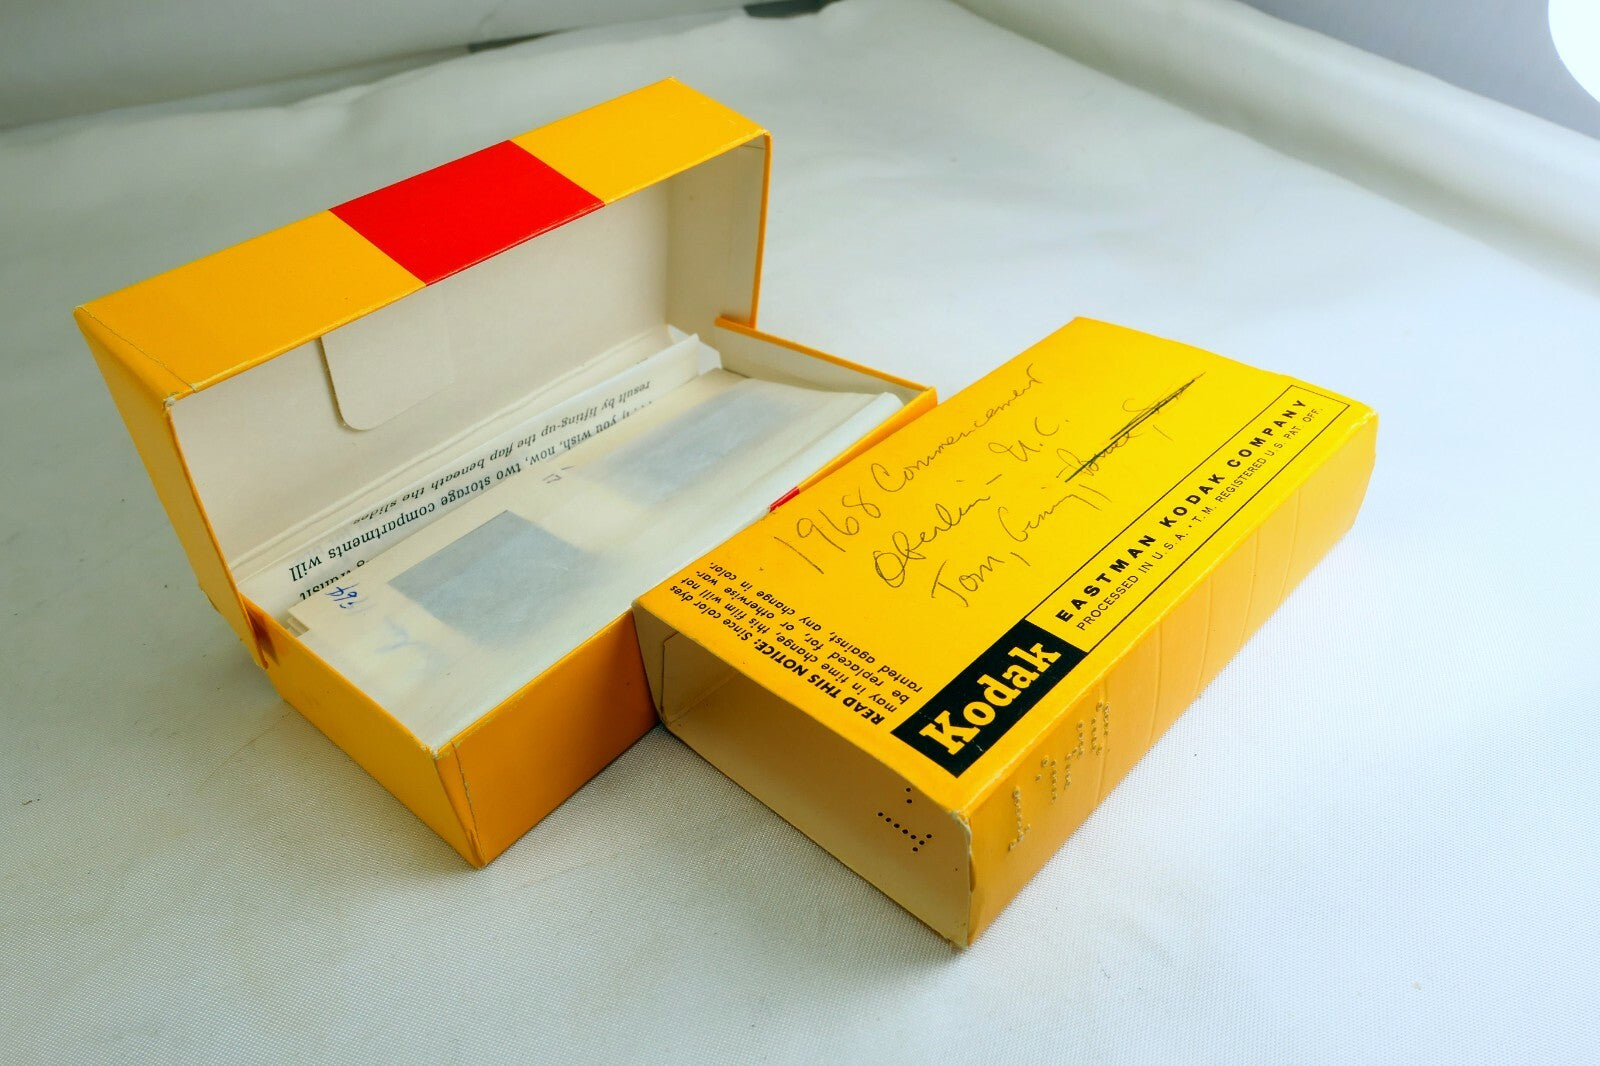 1968 Commencement
Oberlin - U.C.
Tom,
Kodak
EASTMAN KODAK COMPANY
PROCESSED IN U.S.A. • T.M. REGISTERED U.S. PAT. OFF.
READ THIS NOTICE: Since color dyes
may in time change, this film will not
be replaced for, or otherwise war-
ranted against, any change in color.
if you wish, now, two storage compartments will
result by lifting-up the flap beneath the slides
transit